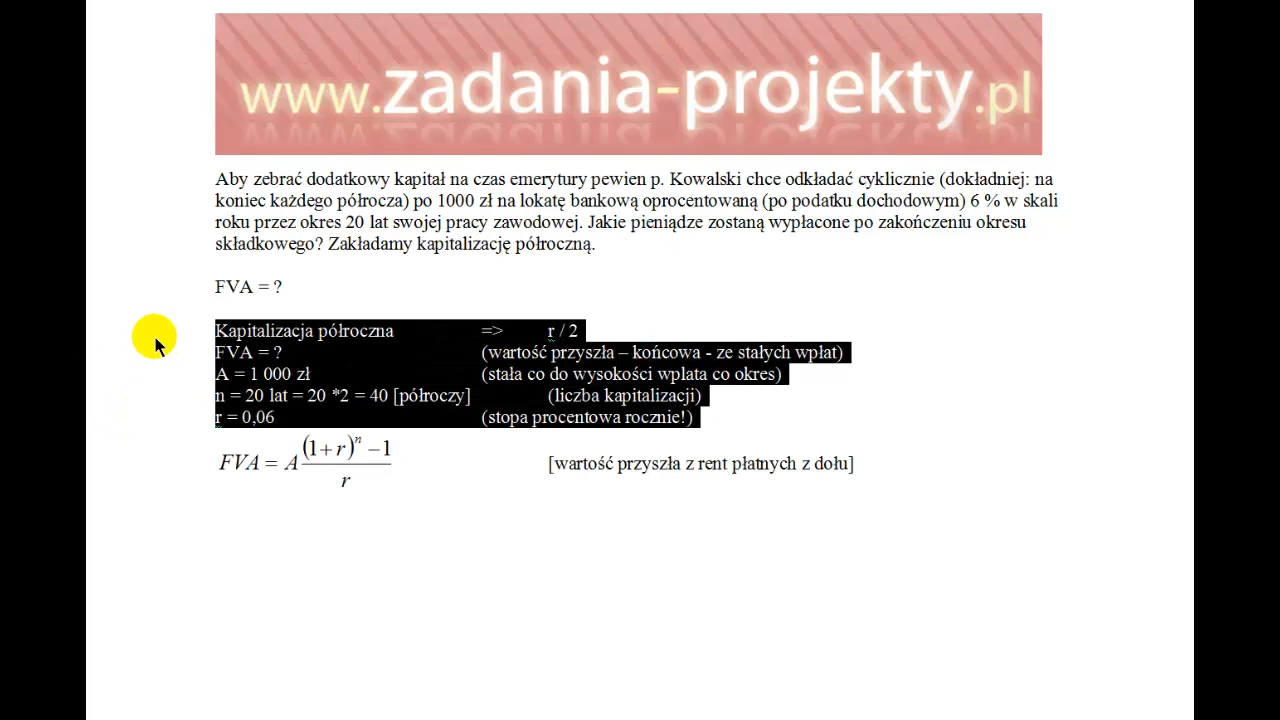 www.zadania-projekty.pl
Aby zebrać dodatkowy kapitał na czas emerytury pewien p. Kowalski chce odkładać cyklicznie (dokładniej: na
koniec każdego półrocza) po 1000 zł na lokatę bankową oprocentowaną (po podatku dochodowym) 6 % w skali
roku przez okres 20 lat swojej pracy zawodowej. Jakie pieniądze zostaną wypłacone po zakończeniu okresu
składkowego? Zakładamy kapitalizację półroczną.
FVA = ?
Kapitalizacja półroczna => r / 2
FVA = ? (wartość przyszła – końcowa - ze stałych wpłat)
A = 1 000 zł (stała co do wysokości wplata co okres)
n = 20 lat = 20 *2 = 40 [półroczy] (liczba kapitalizacji)
r = 0,06 (stopa procentowa rocznie!)
FVA = A ((1 + r)^n − 1) / r [wartość przyszła z rent płatnych z dołu]